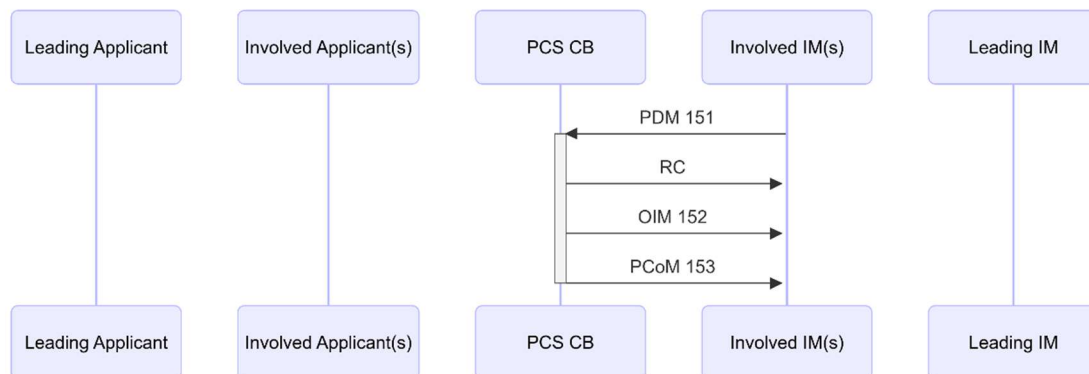 Leading Applicant
Involved Applicant(s)
PCS CB
Involved IM(s)
Leading IM
PDM 151
RC
OIM 152
PCoM 153
Leading Applicant
Involved Applicant(s)
PCS CB
Involved IM(s)
Leading IM